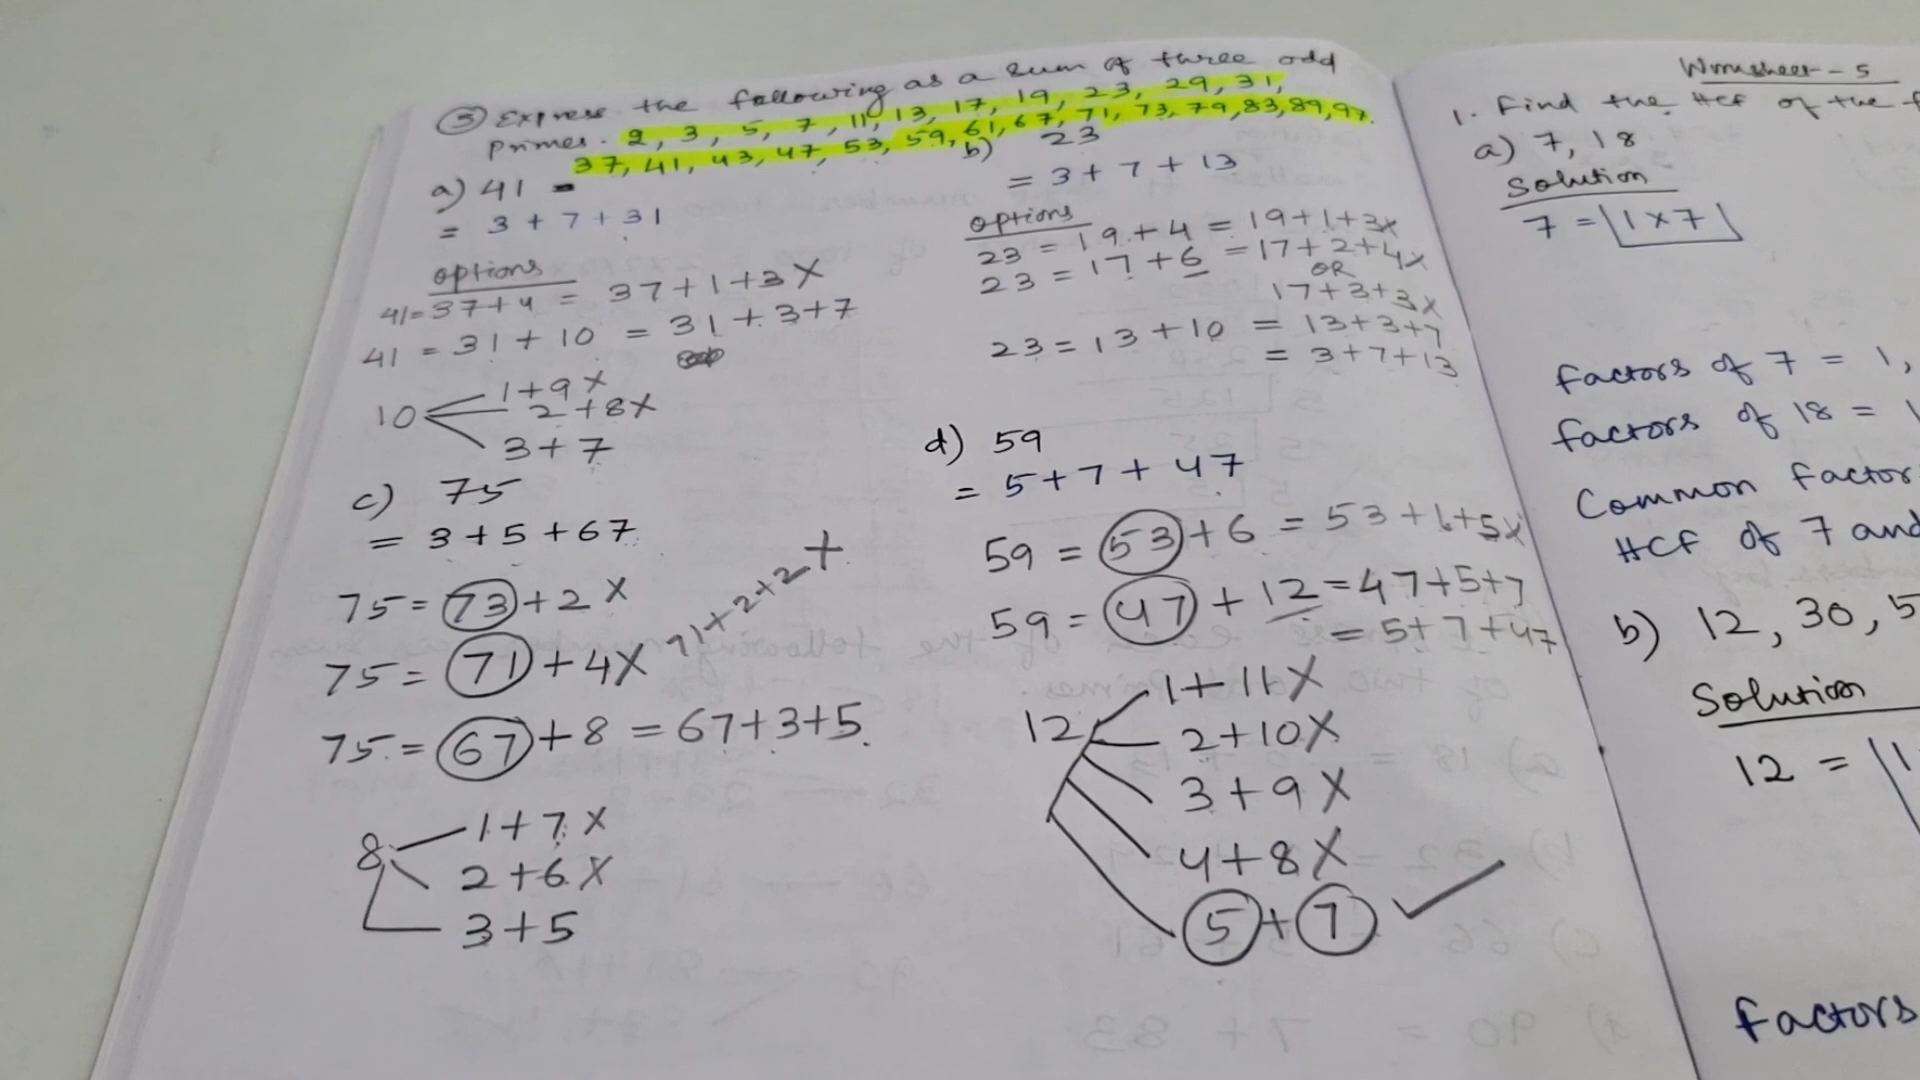 ③ Express the following as a sum of three odd
Primes. 2, 3, 5, 7, 11, 13, 17, 19, 23, 29, 31,
37, 41, 43, 47, 53, 59, 61, 67, 71, 73, 79, 83, 89, 97.
a) 41 -
= 3 + 7 + 31
options
41 = 37 + 4 = 37 + 1 + 3 X
41 = 31 + 10 = 31 + 3 + 7
10
1 + 9 X
2 + 8 X
3 + 7
b) 23
= 3 + 7 + 13
options
23 = 19 + 4 = 19 + 1 + 3 X
23 = 17 + 6 = 17 + 2 + 4 X
OR
17 + 3 + 3 X
23 = 13 + 10 = 13 + 3 + 7
= 3 + 7 + 13
c) 75
= 3 + 5 + 67
75 = 73 + 2 X
75 = 71 + 4 X 71 + 2 + 2 X
75 = 67 + 8 = 67 + 3 + 5.
8
1 + 7 X
2 + 6 X
3 + 5
d) 59
= 5 + 7 + 47
59 = 53 + 6 = 53 + 1 + 5 X
59 = 47 + 12 = 47 + 5 + 7
= 5 + 7 + 47
12
1 + 11 X
2 + 10 X
3 + 9 X
4 + 8 X
5 + 7 ✓
Worksheet - 5
1. Find the HCF of the f
a) 7, 18
Solution
7 = 1 x 7
Factors of 7 = 1,
Factors of 18 = 1
Common Factor
HCF of 7 and
b) 12, 30, 5
Solution
12 = 1
Factors